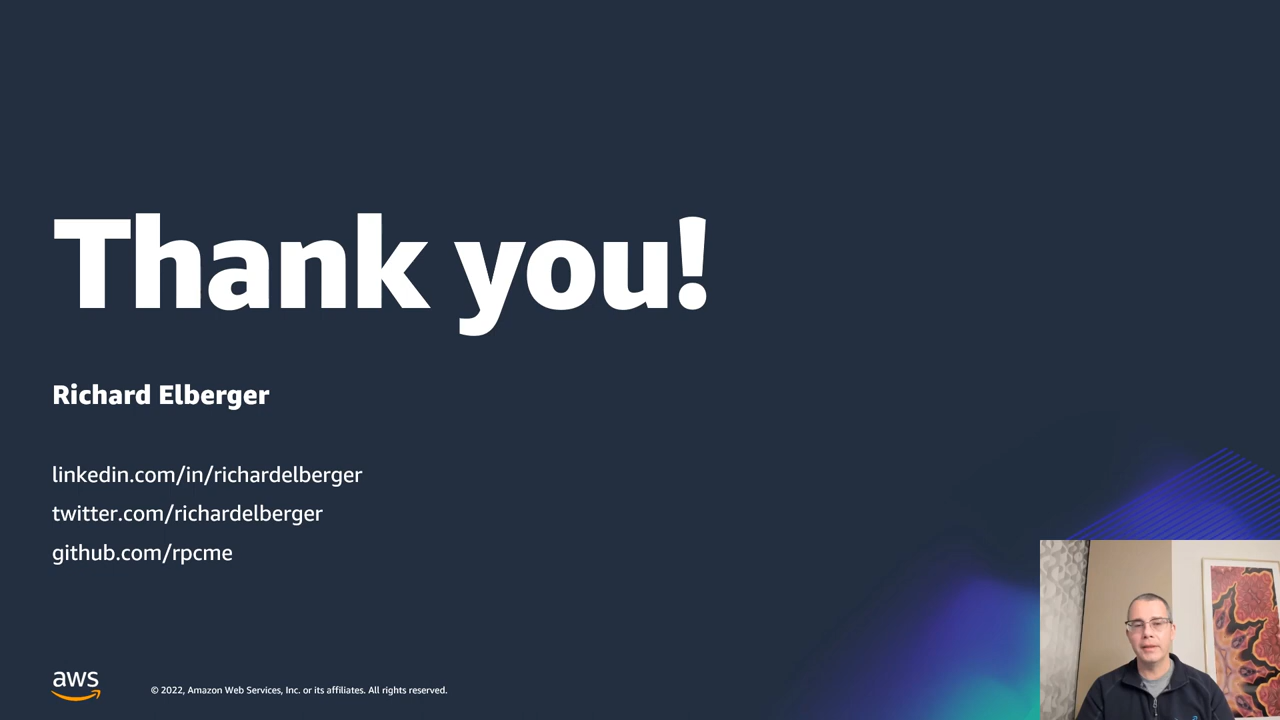 Thank you!
Richard Elberger
linkedin.com/in/richardelberger
twitter.com/richardelberger
github.com/rpcme
aws
© 2022, Amazon Web Services, Inc. or its affiliates. All rights reserved.